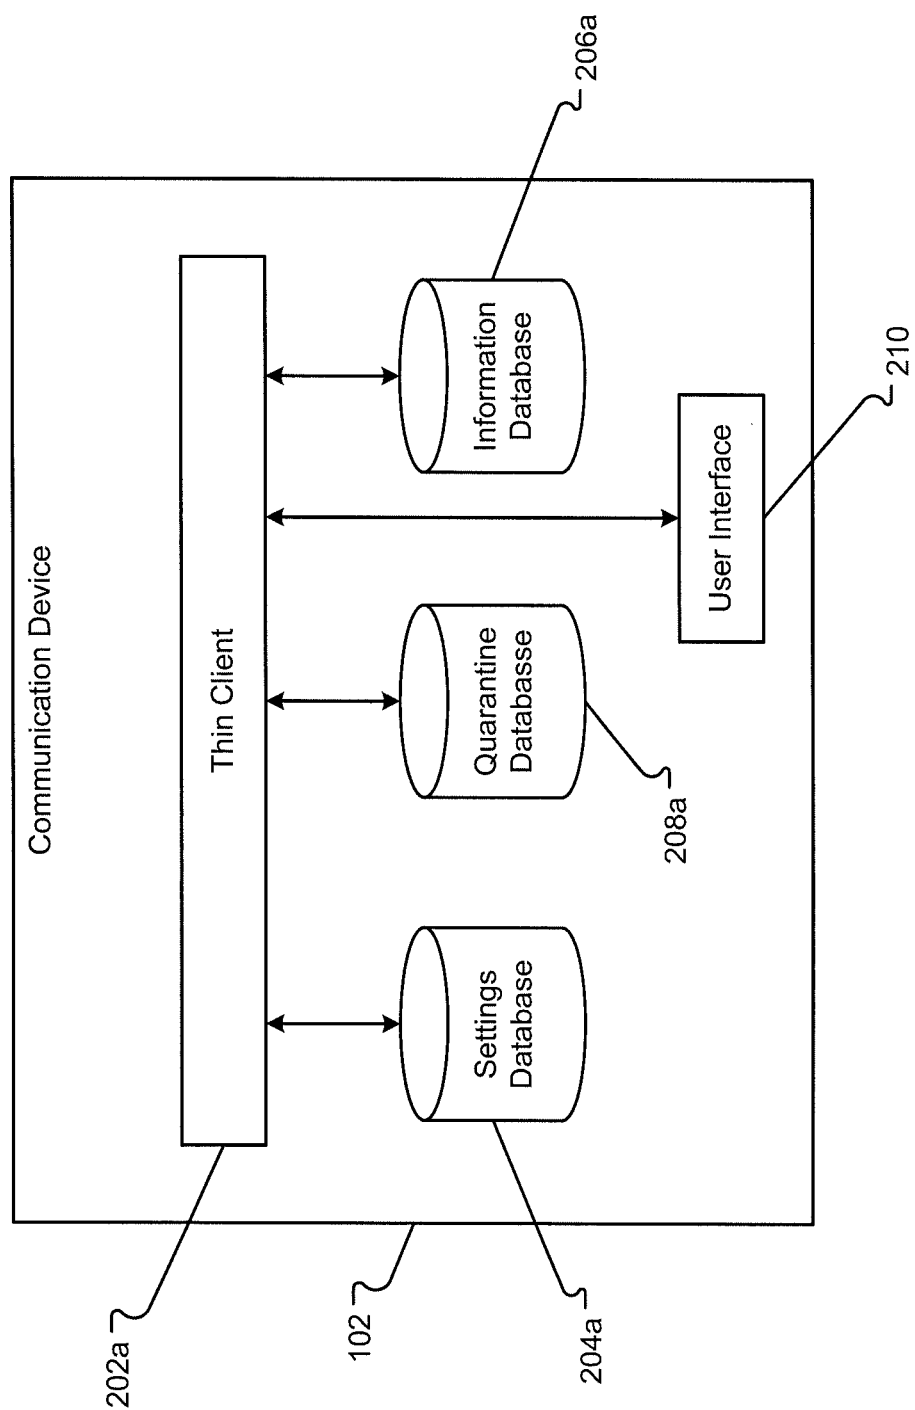 Communication Device
Thin Client
Settings
Database
Quarantine
Databasse
Information
Database
User Interface
202a
102
204a
208a
206a
210